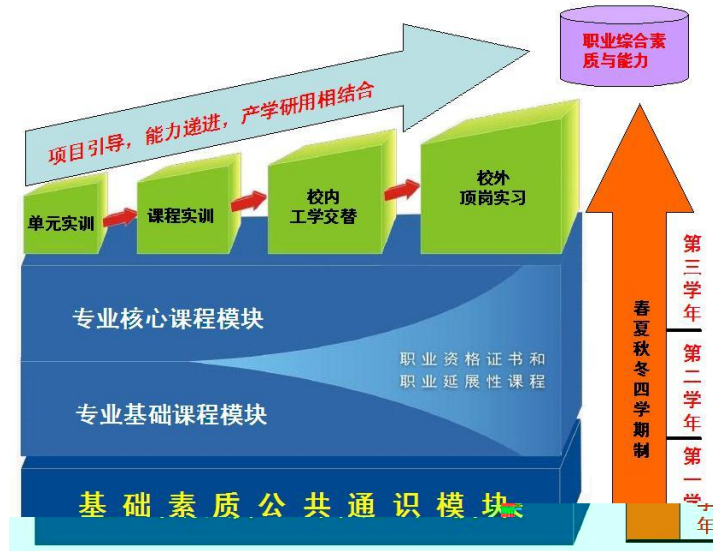 职业综合素
质与能力
项目引导，能力递进，产学研用相结合
单元实训
课程实训
校内
工学交替
校外
顶岗实习
专业核心课程模块
职业资格证书和
职业延展性课程
专业基础课程模块
基础素质公共通识模块
春夏秋冬四学期制
第三学年
第二学年
第一学年